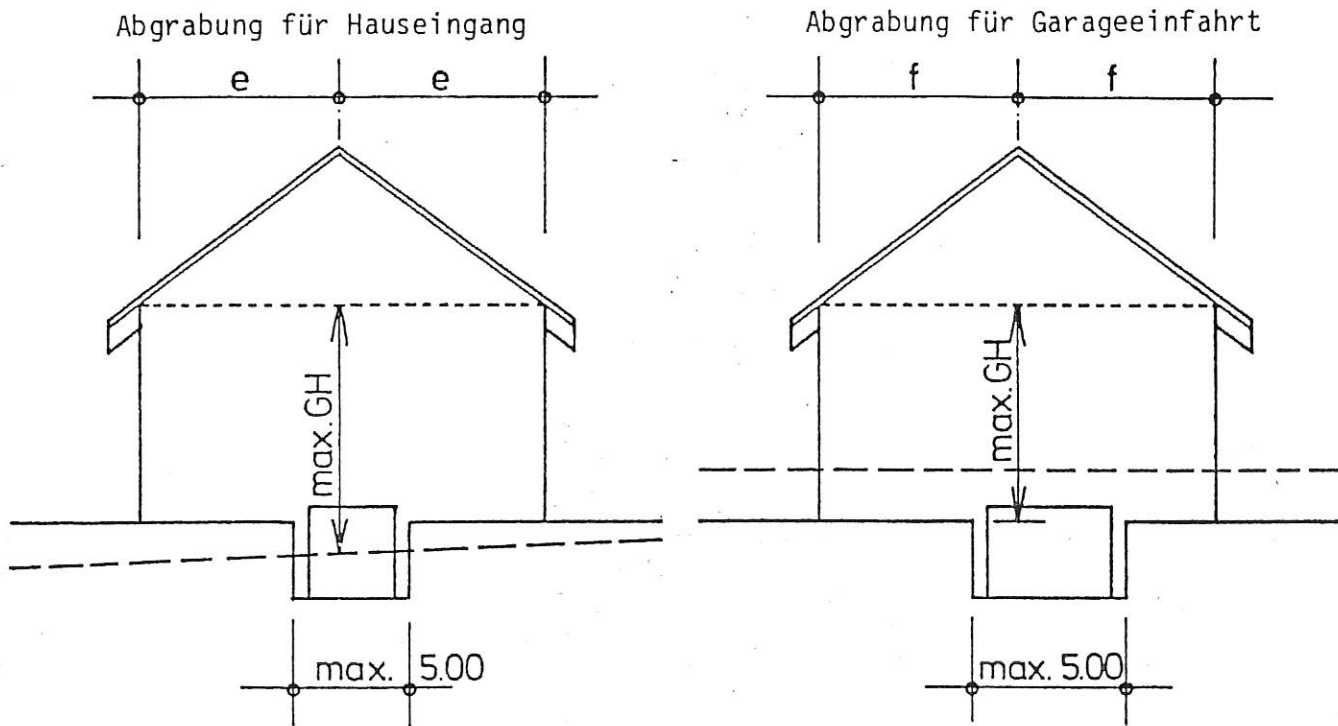 Abgrabung für Hauseingang
e e
max.GH
max. 5.00
Abgrabung für Garageeinfahrt
f f
max.GH
max. 5.00